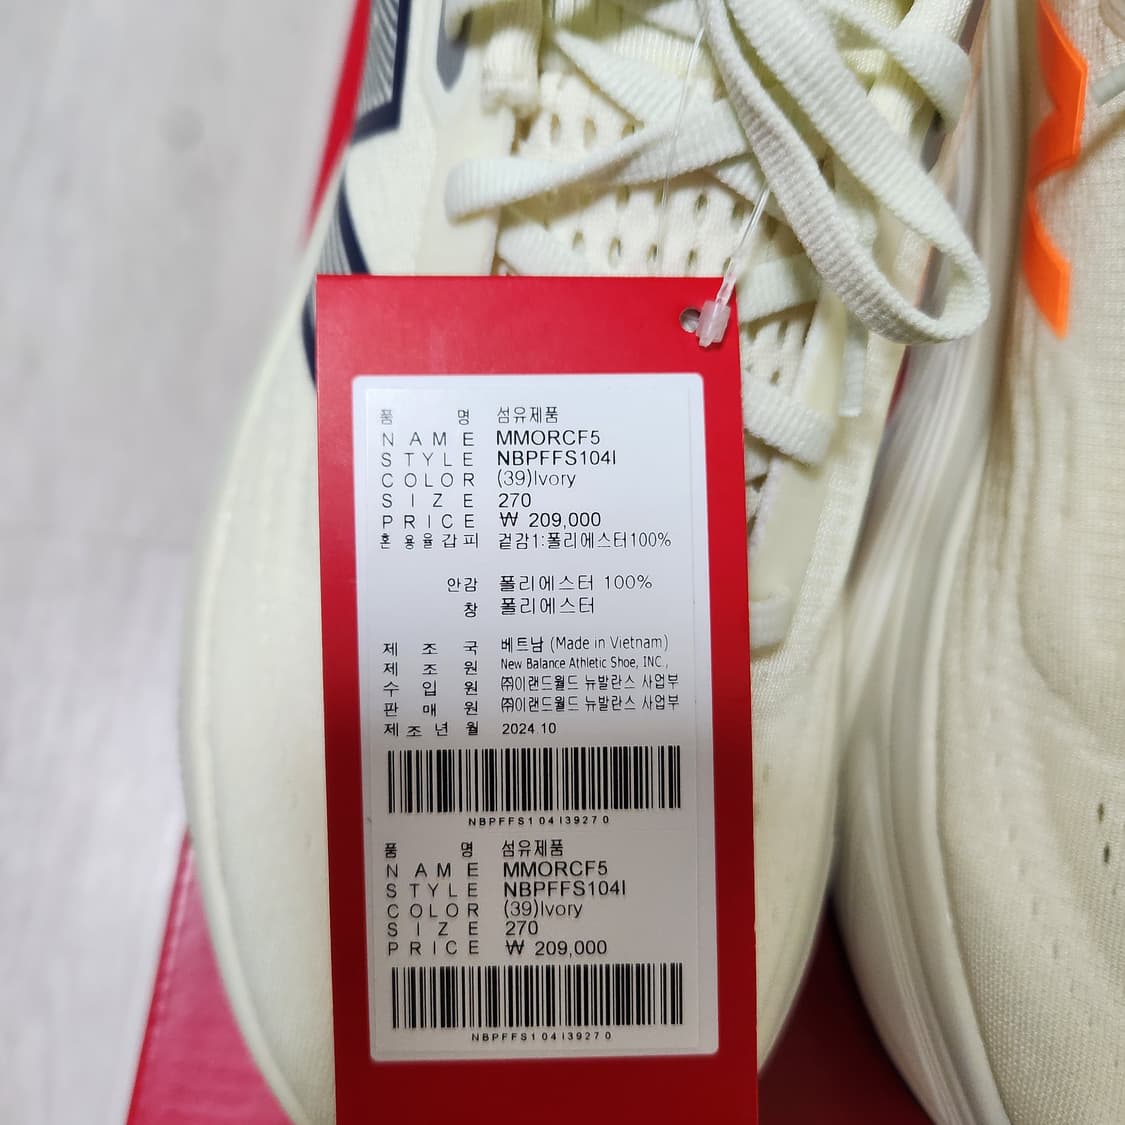 품 명 섬유제품
NAME MMORCF5
STYLE NBPFFS104I
COLOR (39)Ivory
SIZE 270
PRICE ₩ 209,000
혼용율갑피 겉감1:폴리에스터100%
안감 폴리에스터 100%
창 폴리에스터
제조국 베트남 (Made in Vietnam)
제조원 New Balance Athletic Shoe, INC.,
수입원 ㈜이랜드월드 뉴발란스 사업부
판매원 ㈜이랜드월드 뉴발란스 사업부
제조년월 2024.10
NBPFFS104I39270
품 명 섬유제품
NAME MMORCF5
STYLE NBPFFS104I
COLOR (39)Ivory
SIZE 270
PRICE ₩ 209,000
NBPFFS104I39270